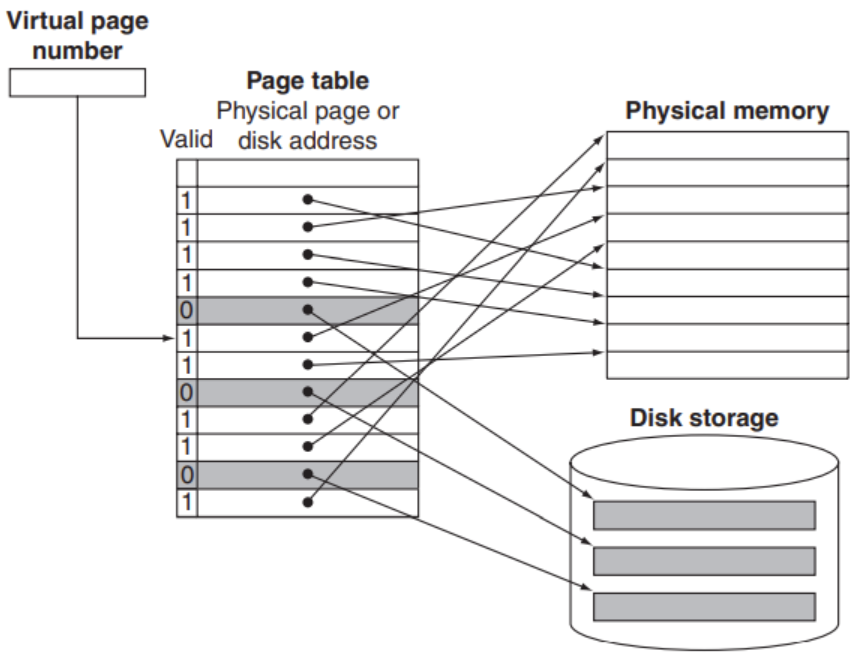 Virtual page
number
Page table
Physical page or
Valid disk address
Physical memory
1
1
1
1
0
1
1
0
1
1
0
1
Disk storage